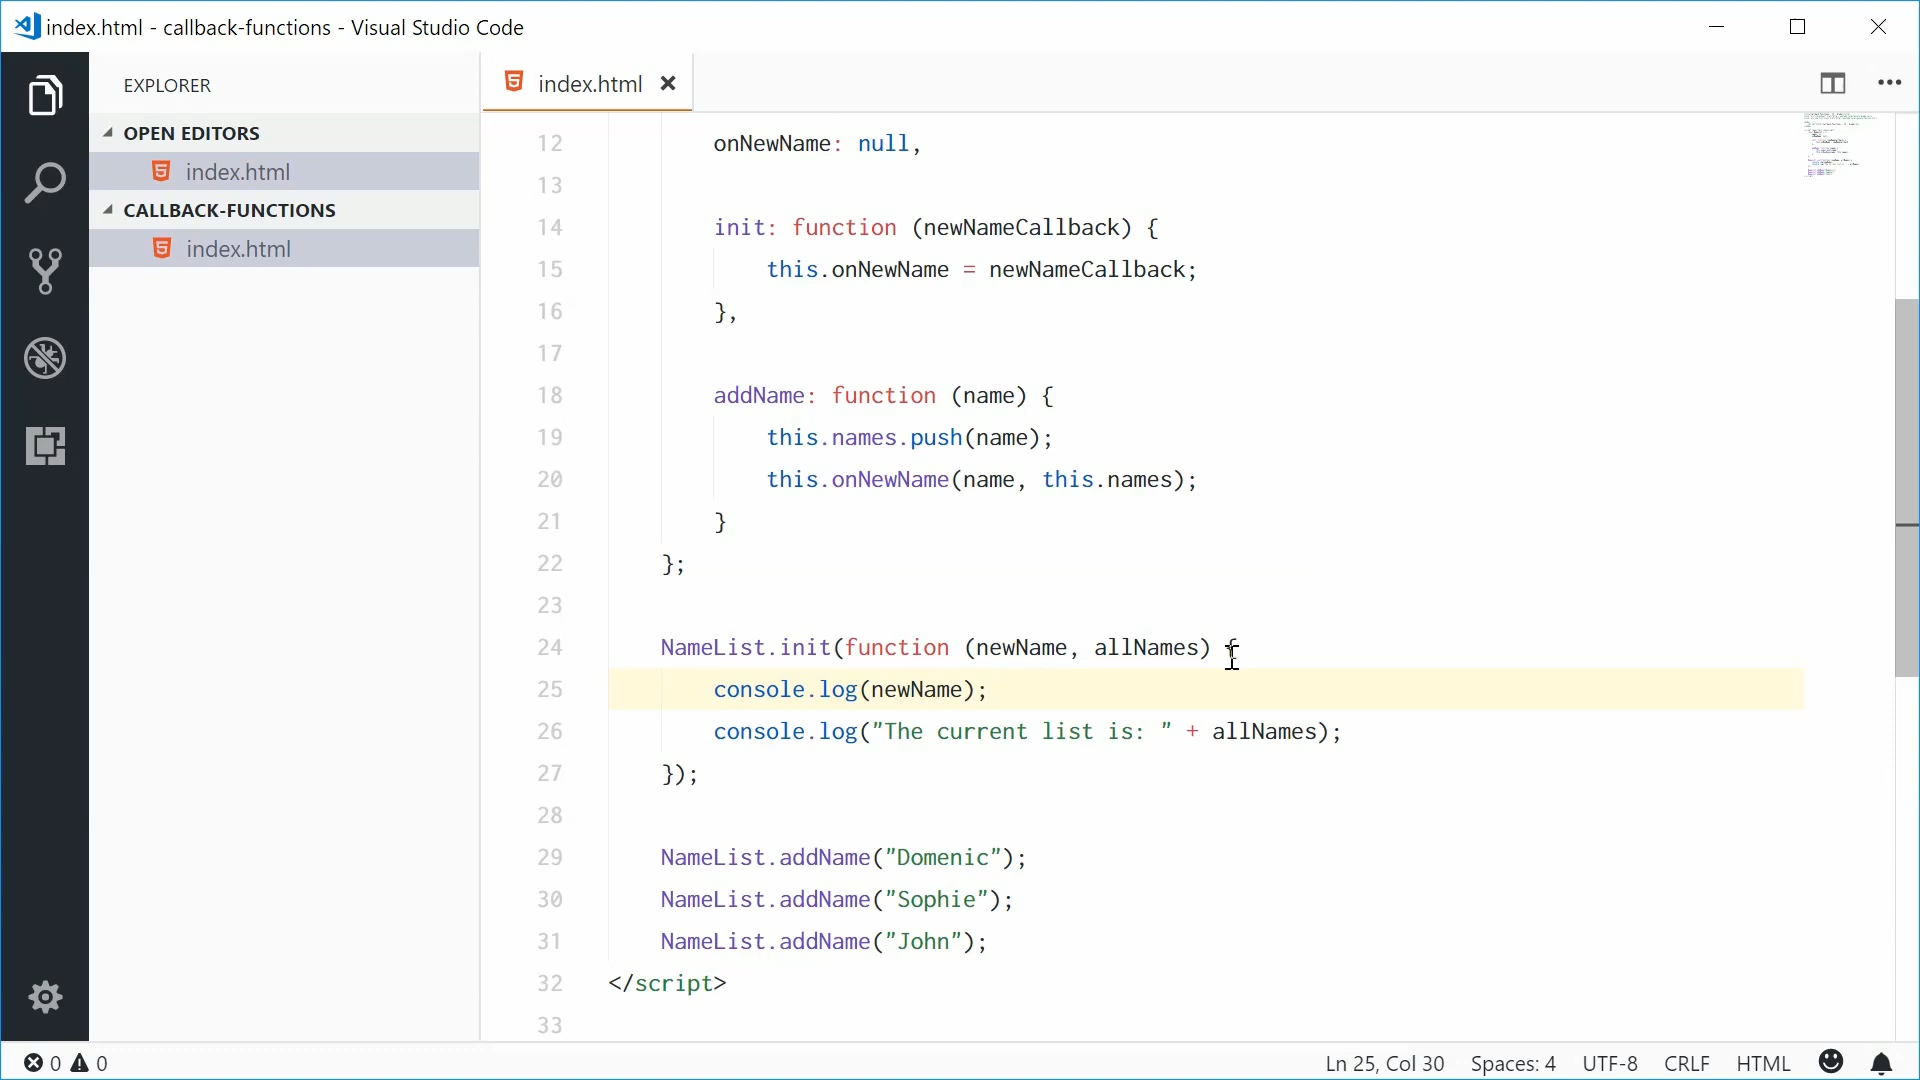 index.html - callback-functions - Visual Studio Code
EXPLORER
OPEN EDITORS
index.html
CALLBACK-FUNCTIONS
index.html
index.html
12 onNewName: null,
13
14 init: function (newNameCallback) {
15 this.onNewName = newNameCallback;
16 },
17
18 addName: function (name) {
19 this.names.push(name);
20 this.onNewName(name, this.names);
21 }
22 };
23
24 NameList.init(function (newName, allNames) {
25 console.log(newName);
26 console.log("The current list is: " + allNames);
27 });
28
29 NameList.addName("Domenic");
30 NameList.addName("Sophie");
31 NameList.addName("John");
32 </script>
33
0 0 Ln 25, Col 30 Spaces: 4 UTF-8 CRLF HTML